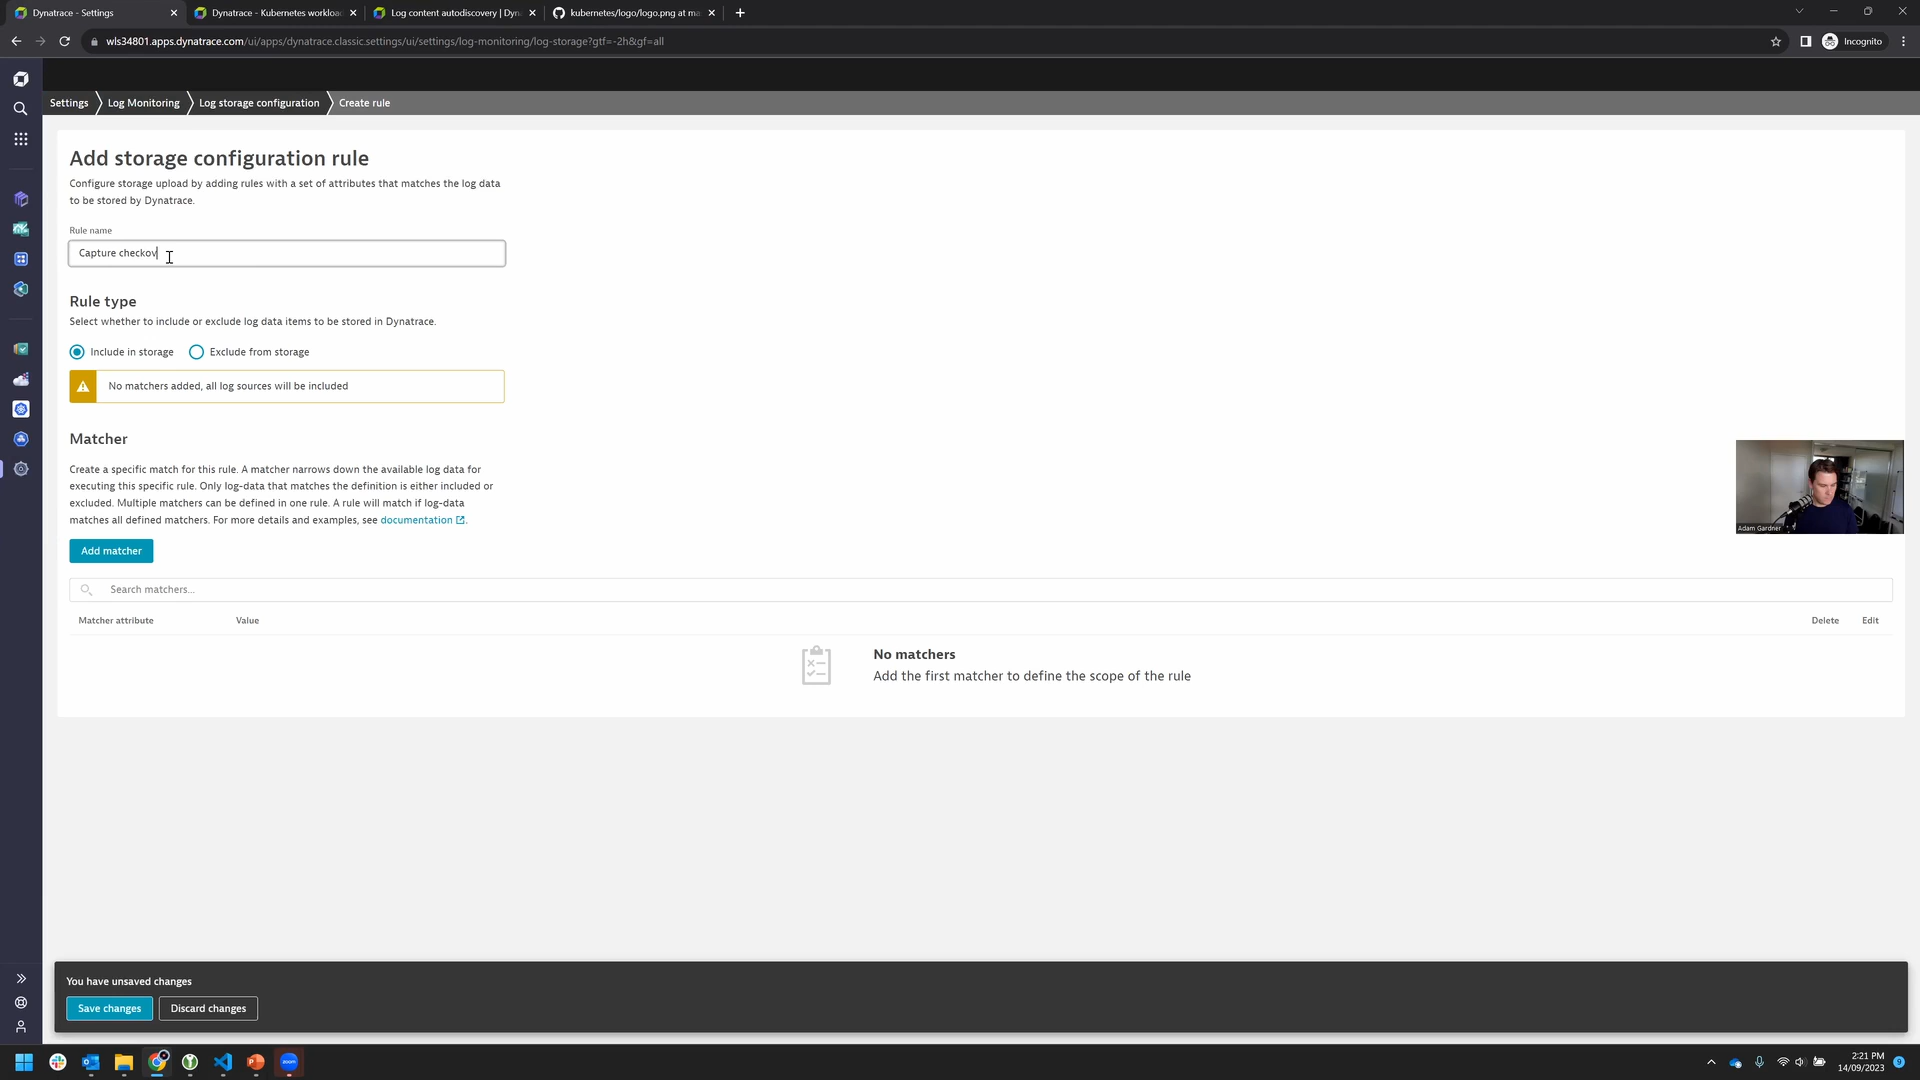 Dynatrace - Settings
Dynatrace - Kubernetes workloa
Log content autodiscovery | Dyn
kubernetes/logo/logo.png at ma
wls34801.apps.dynatrace.com/ui/apps/dynatrace.classic.settings/ui/settings/log-monitoring/log-storage?gtf=-2h&gf=all
Incognito
Settings
Log Monitoring
Log storage configuration
Create rule
Add storage configuration rule
Configure storage upload by adding rules with a set of attributes that matches the log data
to be stored by Dynatrace.
Rule name
Capture checkov
Rule type
Select whether to include or exclude log data items to be stored in Dynatrace.
Include in storage
Exclude from storage
No matchers added, all log sources will be included
Matcher
Create a specific match for this rule. A matcher narrows down the available log data for
executing this specific rule. Only log-data that matches the definition is either included or
excluded. Multiple matchers can be defined in one rule. A rule will match if log-data
matches all defined matchers. For more details and examples, see documentation.
Add matcher
Search matchers...
Matcher attribute
Value
Delete
Edit
No matchers
Add the first matcher to define the scope of the rule
Adam Gardner
You have unsaved changes
Save changes
Discard changes
zoom
2:21 PM
14/09/2023
9